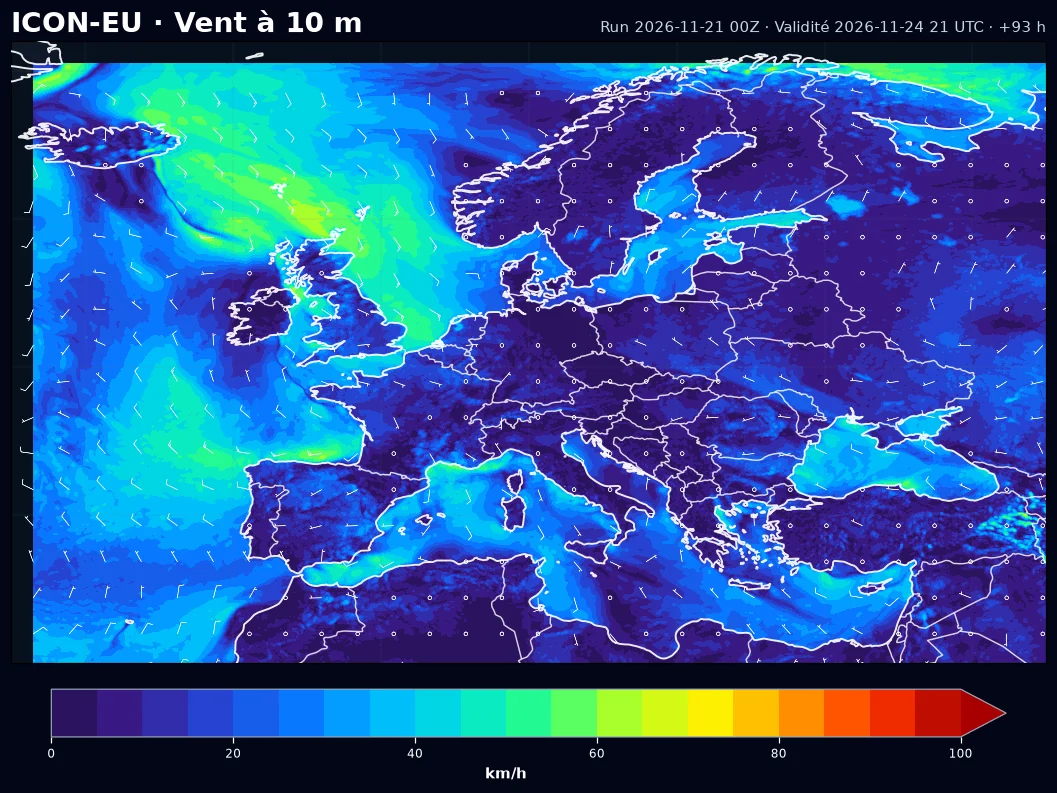 ICON-EU · Vent à 10 m
Run 2026-11-21 00Z · Validité 2026-11-24 21 UTC · +93 h
0 20 40 60 80 100
km/h